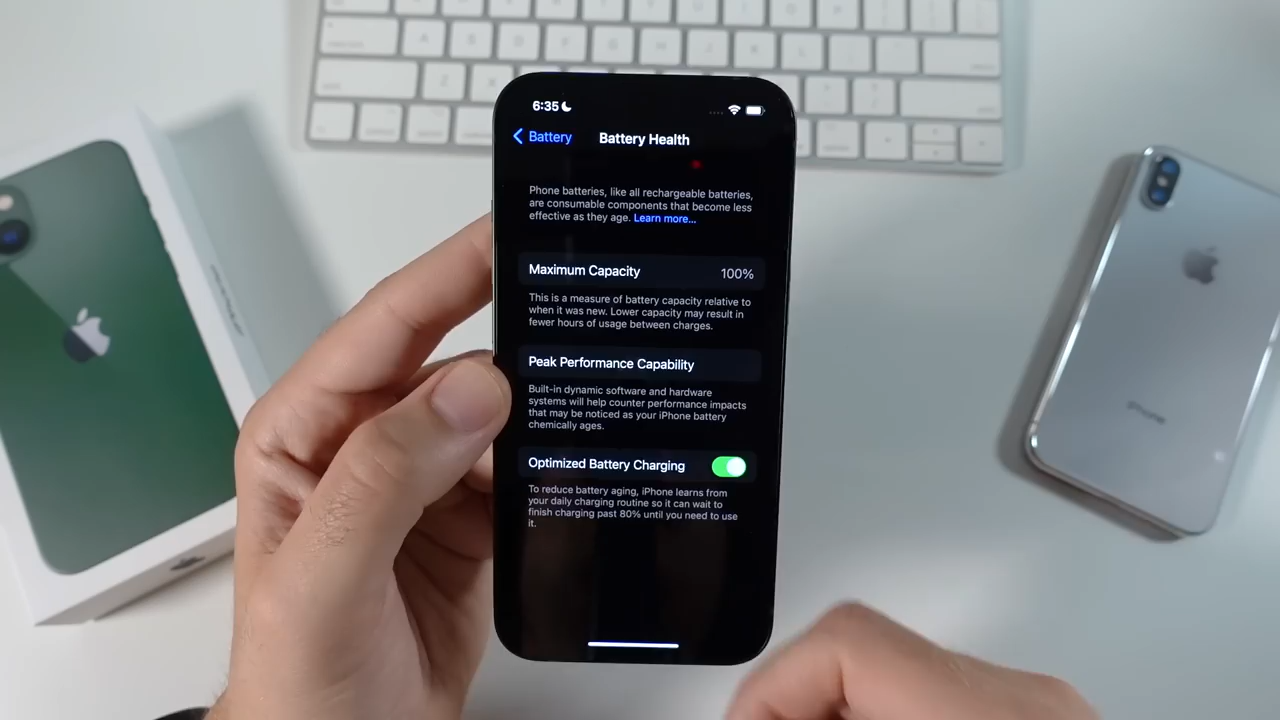 6:35
Battery
Battery Health
Phone batteries, like all rechargeable batteries,
are consumable components that become less
effective as they age. Learn more...
Maximum Capacity 100%
This is a measure of battery capacity relative to
when it was new. Lower capacity may result in
fewer hours of usage between charges.
Peak Performance Capability
Built-in dynamic software and hardware
systems will help counter performance impacts
that may be noticed as your iPhone battery
chemically ages.
Optimized Battery Charging
To reduce battery aging, iPhone learns from
your daily charging routine so it can wait to
finish charging past 80% until you need to use
it.
iPhone